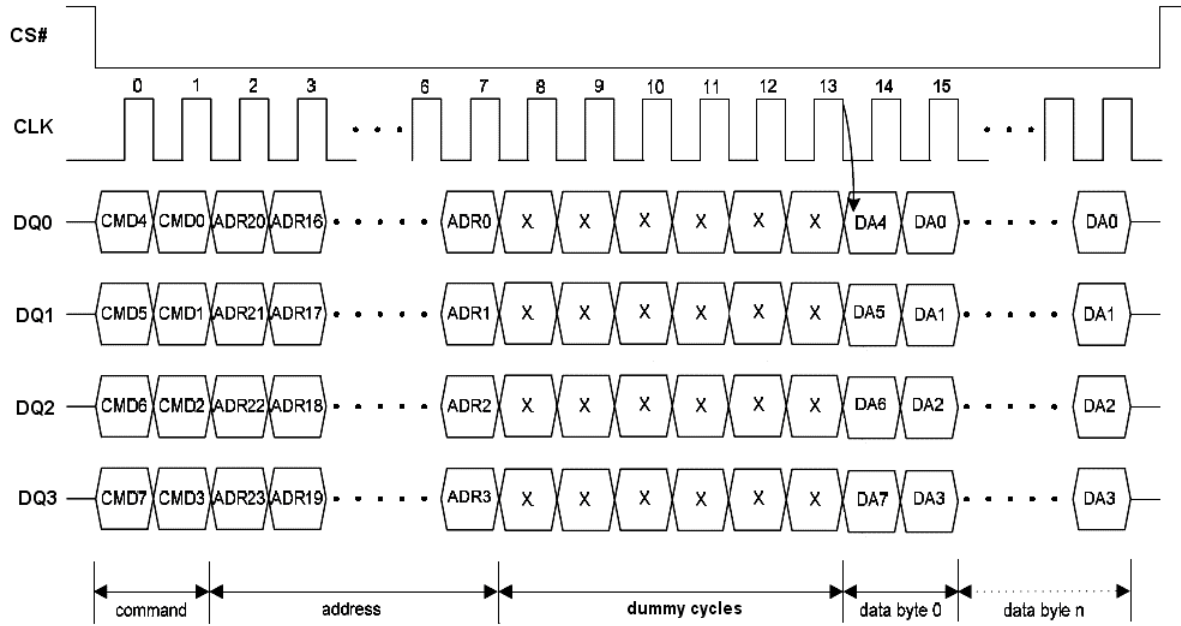 CS#
0 1 2 3 6 7 8 9 10 11 12 13 14 15
CLK
DQ0 CMD4 CMD0 ADR20 ADR16 ADR0 X X X X X X DA4 DA0 DA0
DQ1 CMD5 CMD1 ADR21 ADR17 ADR1 X X X X X X DA5 DA1 DA1
DQ2 CMD6 CMD2 ADR22 ADR18 ADR2 X X X X X X DA6 DA2 DA2
DQ3 CMD7 CMD3 ADR23 ADR19 ADR3 X X X X X X DA7 DA3 DA3
command address dummy cycles data byte 0 data byle n